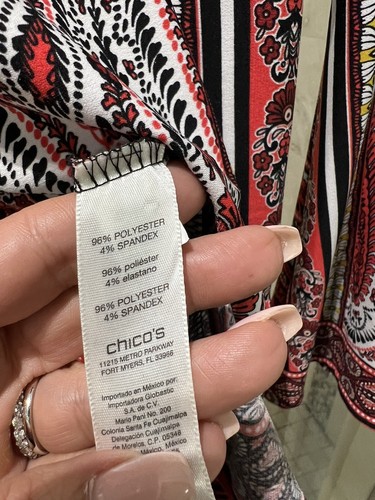 96% POLYESTER
4% SPANDEX
96% poliéster
4% elastano
96% POLYESTER
4% SPANDEX
chico's
11215 METRO PARKWAY
FORT MYERS, FL 33966
Importado en México por:
Importadora Globastic
S.A. de C.V.
Mario Pani No. 200
Colonia Santa Fe Cuajimalpa
Delegación Cuajimalpa
de Morelos, C.P. 05348
México,